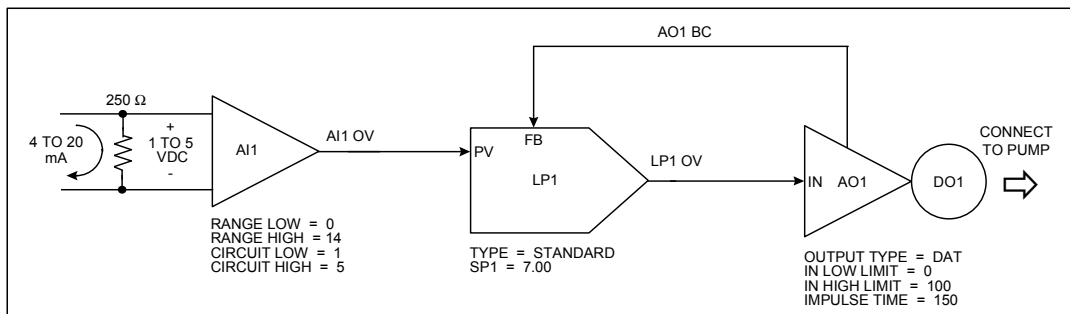 AO1 BC
250 Ω
4 TO 20
mA
+
1 TO 5
VDC
-
AI1
AI1 OV
PV
FB
LP1
LP1 OV
IN
AO1
DO1
CONNECT
TO PUMP
RANGE LOW = 0
RANGE HIGH = 14
CIRCUIT LOW = 1
CIRCUIT HIGH = 5
TYPE = STANDARD
SP1 = 7.00
OUTPUT TYPE = DAT
IN LOW LIMIT = 0
IN HIGH LIMIT = 100
IMPULSE TIME = 150